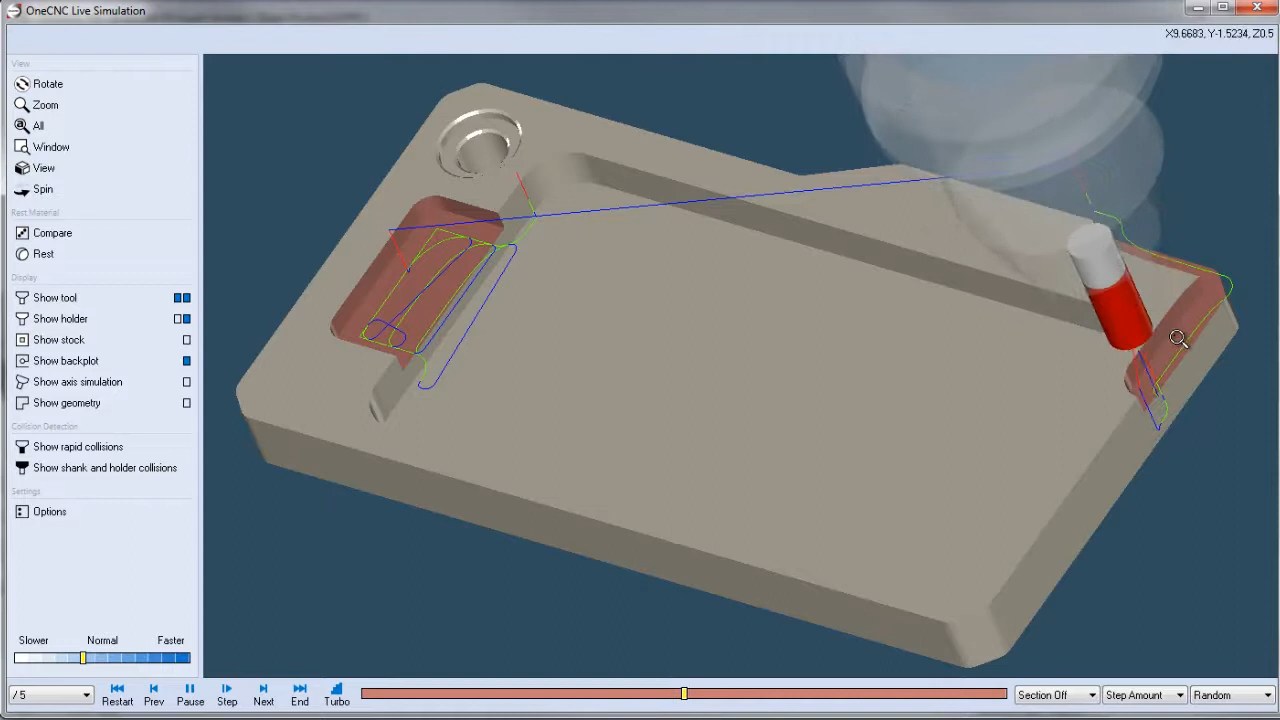 OneCNC Live Simulation
X9.6683, Y-1.5234, Z0.5
View
Rotate
Zoom
All
Window
View
Spin
Rest Material
Compare
Rest
Display
Show tool
Show holder
Show stock
Show backplot
Show axis simulation
Show geometry
Collision Detection
Show rapid collisions
Show shank and holder collisions
Settings
Options
Slower Normal Faster
/ 5
Restart Prev Pause Step Next End Turbo
Section Off Step Amount Random